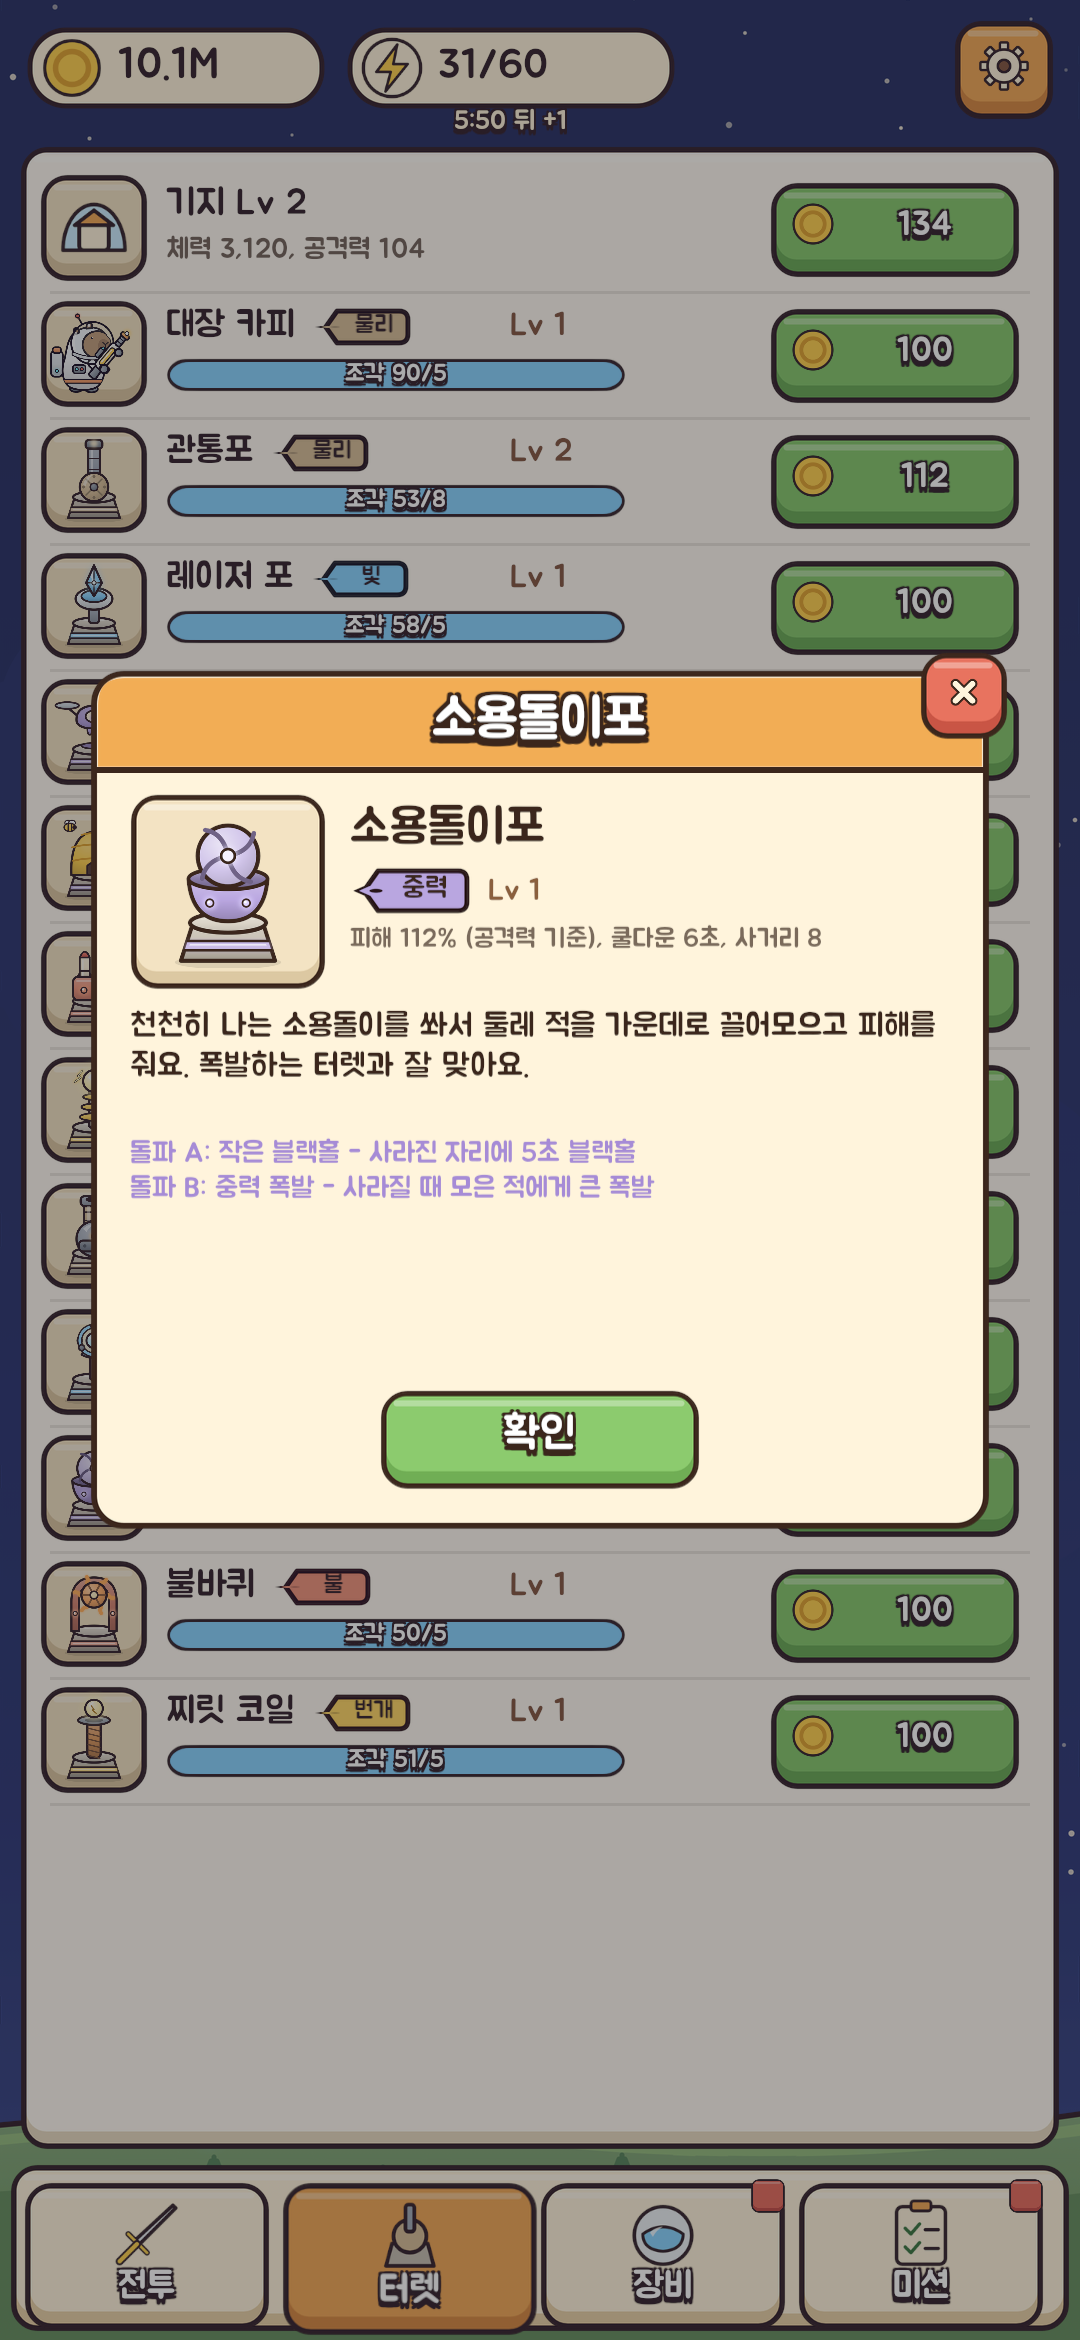 10.1M
31/60
5:50 뒤 +1
기지 Lv 2
134
체력 3,120, 공격력 104
대장 카피
물리
Lv 1
100
조각 90/5
관통포
물리
Lv 2
112
조각 53/8
레이저 포
빛
Lv 1
100
조각 58/5
소용돌이포
소용돌이포
중력
Lv 1
피해 112% (공격력 기준), 쿨다운 6초, 사거리 8
천천히 나는 소용돌이를 쏴서 둘레 적을 가운데로 끌어모으고 피해를
줘요. 폭발하는 터렛과 잘 맞아요.
돌파 A: 작은 블랙홀 - 사라진 자리에 5초 블랙홀
돌파 B: 중력 폭발 - 사라질 때 모은 적에게 큰 폭발
확인
불바퀴
불
Lv 1
100
조각 50/5
찌릿 코일
번개
Lv 1
100
조각 51/5
전투
터렛
장비
미션